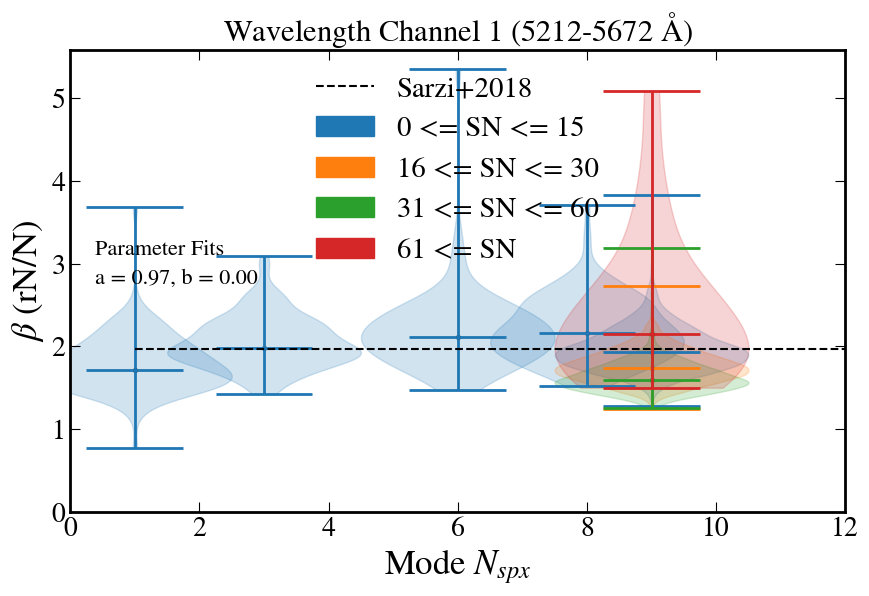 Wavelength Channel 1 (5212-5672 Å)
β (rN/N)
5
4
3
2
1
0
Sarzi+2018
0 <= SN <= 15
16 <= SN <= 30
31 <= SN <= 60
61 <= SN
Parameter Fits
a = 0.97, b = 0.00
0 2 4 6 8 10 12
Mode N_spx